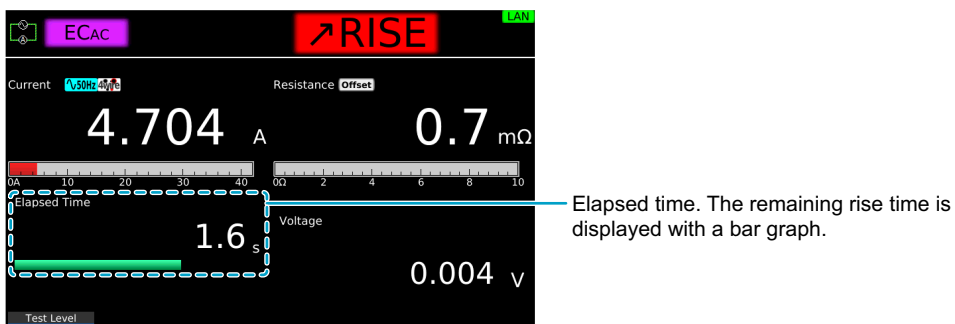 LAN
ECAC
↗RISE
Current 50Hz 4wire
Resistance Offset
4.704 A
0.7 mΩ
0A 10 20 30 40
0Ω 2 4 6 8 10
Elapsed Time
1.6 s
Voltage
0.004 V
Test Level
Elapsed time. The remaining rise time is
displayed with a bar graph.